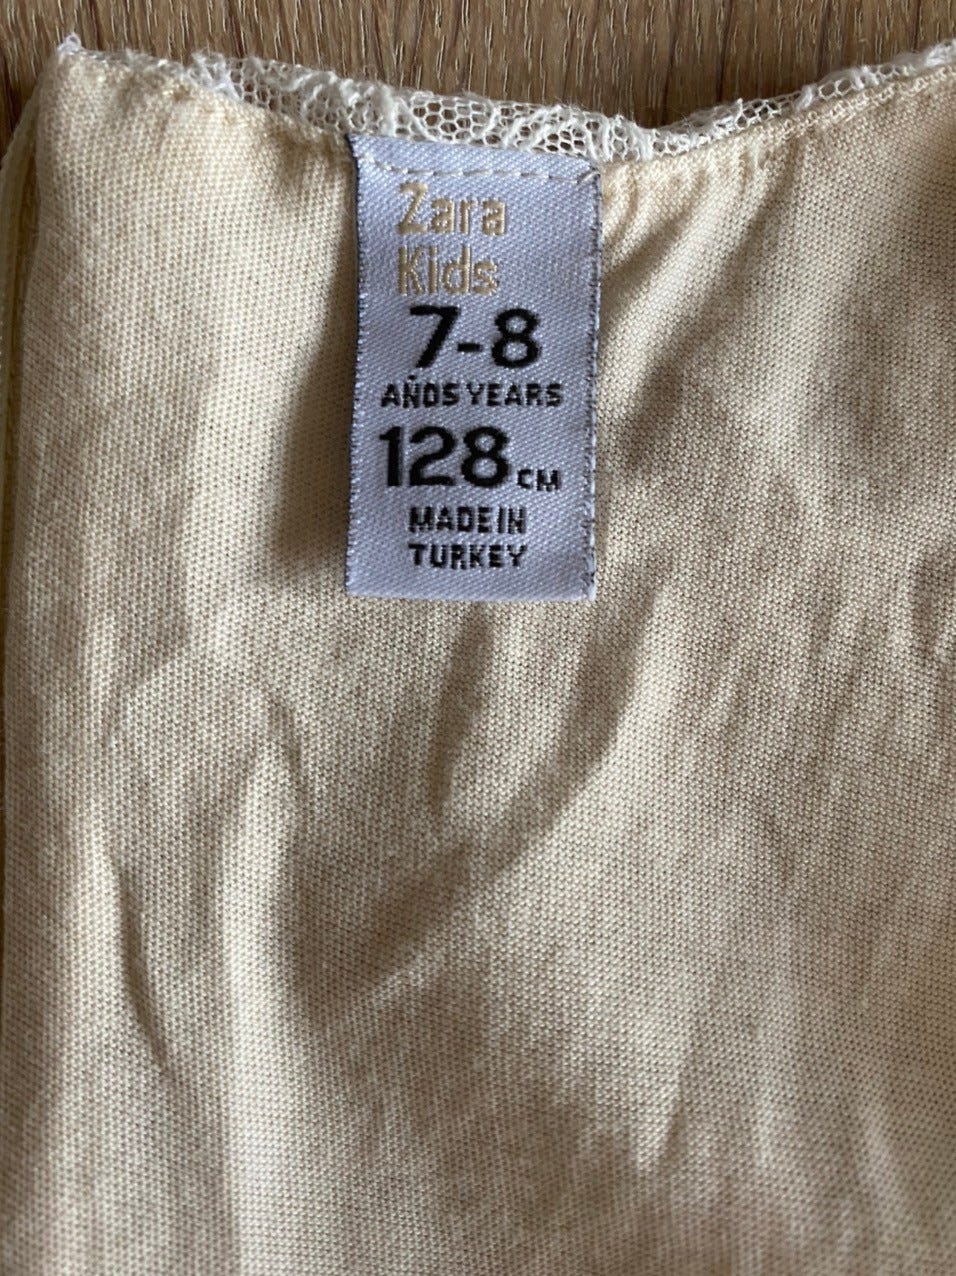 Zara
Kids
7-8
AÑOS YEARS
128 CM
MADE IN
TURKEY